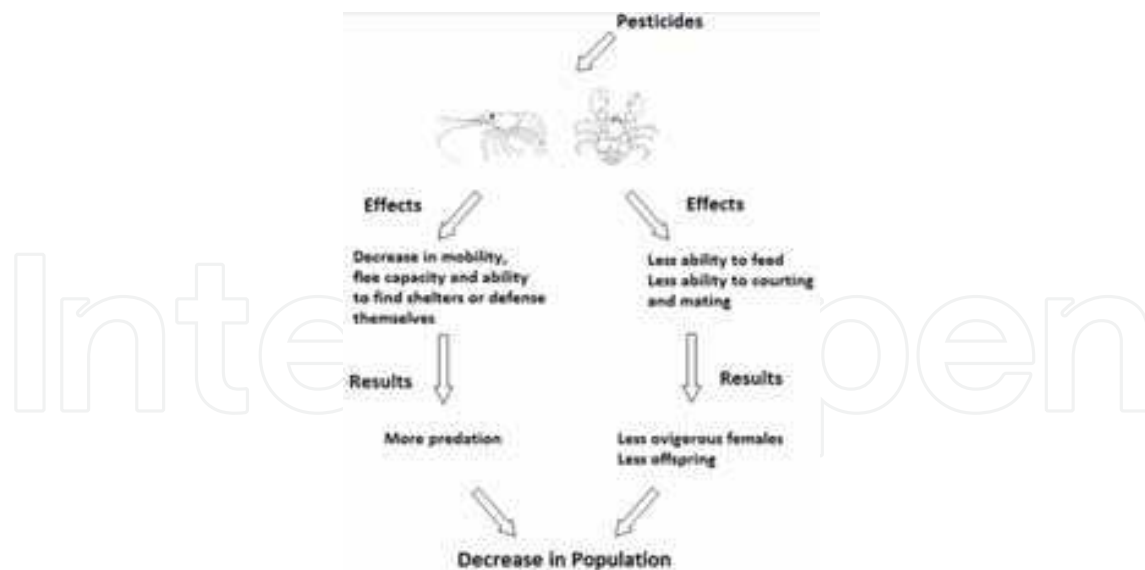 Pesticides
Effects
Effects
Decrease in mobility,
flee capacity and ability
to find shelters or defense
themselves
Less ability to feed
Less ability to courting
and mating
Results
Results
More predation
Less ovigerous females
Less offspring
Decrease in Population
Inte
pen